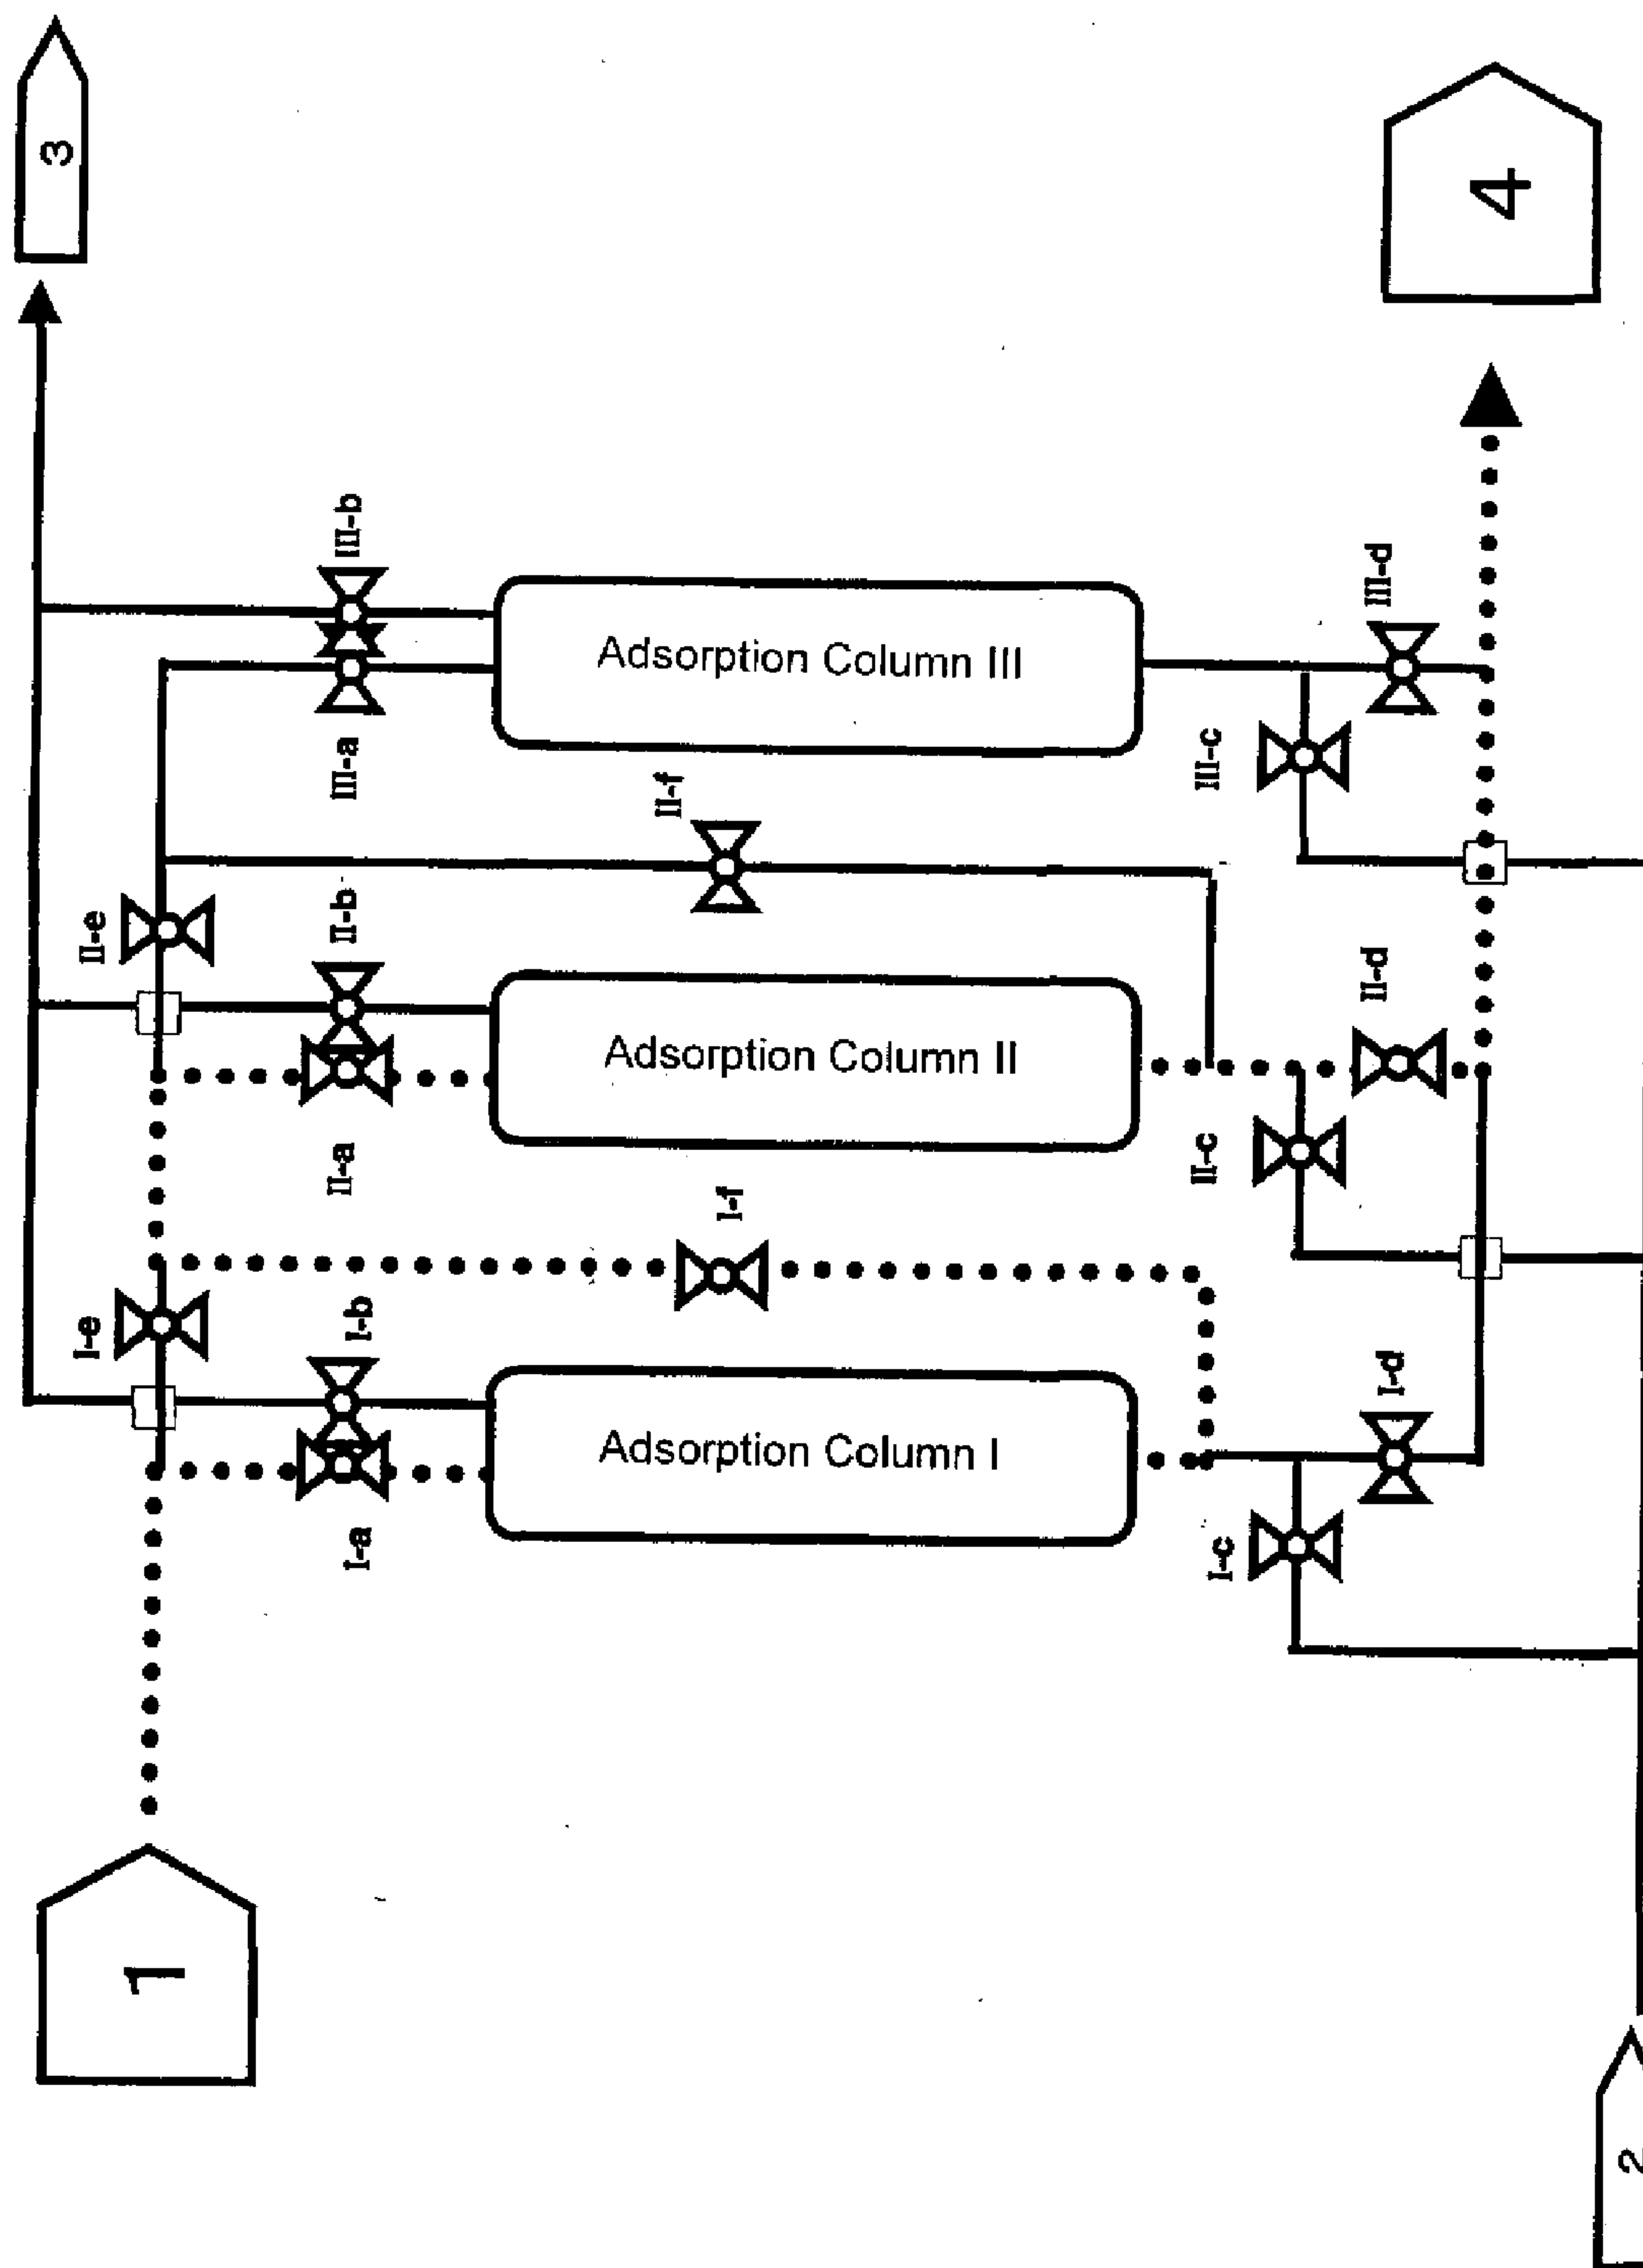 3
4
III-b
III-a
Adsorption Column III
III-d
III-c
II-f
II-e
II-b
II-a
Adsorption Column II
II-d
II-c
I-f
I-e
I-b
I-a
Adsorption Column I
I-d
I-c
1
2